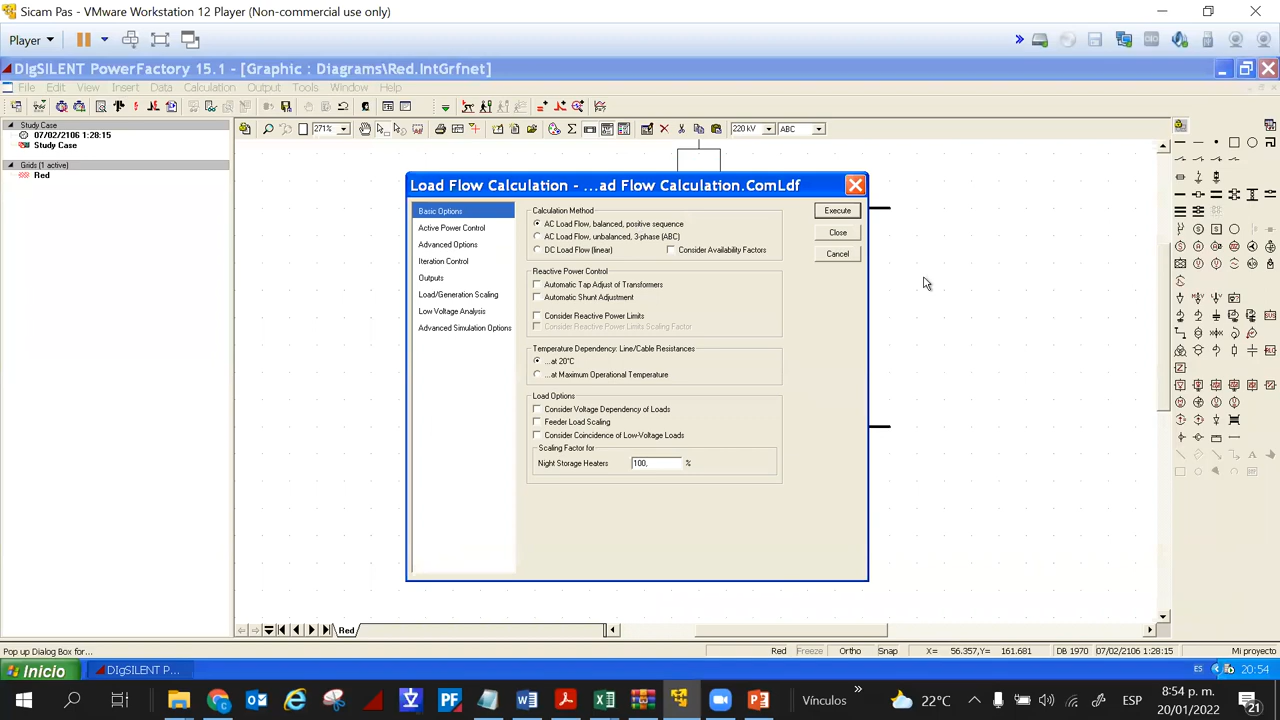 Sicam Pas - VMware Workstation 12 Player (Non-commercial use only)
Player
DIgSILENT PowerFactory 15.1 - [Graphic : Diagrams\Red.IntGrfnet]
File Edit View Insert Data Calculation Output Tools Window Help
Study Case
07/02/2106 1:28:15
Study Case
Grids (1 active)
Red
271%
220 kV
ABC
Load Flow Calculation - ...ad Flow Calculation.ComLdf
Basic Options
Active Power Control
Advanced Options
Iteration Control
Outputs
Load/Generation Scaling
Low Voltage Analysis
Advanced Simulation Options
Calculation Method
AC Load Flow, balanced, positive sequence
AC Load Flow, unbalanced, 3-phase (ABC)
DC Load Flow (linear) Consider Availability Factors
Reactive Power Control
Automatic Tap Adjust of Transformers
Automatic Shunt Adjustment
Consider Reactive Power Limits
Consider Reactive Power Limits Scaling Factor
Temperature Dependency: Line/Cable Resistances
...at 20°C
...at Maximum Operational Temperature
Load Options
Consider Voltage Dependency of Loads
Feeder Load Scaling
Consider Coincidence of Low-Voltage Loads
Scaling Factor for
Night Storage Heaters 100, %
Execute
Close
Cancel
Red
Pop up Dialog Box for...
Red Freeze Ortho Snap X= 56.357,Y= 161.681 DB 1970 07/02/2106 1:28:15 Mi proyecto
Inicio
DIgSILENT P...
ES
20:54
Vínculos
22°C
ESP
8:54 p. m.
20/01/2022
21